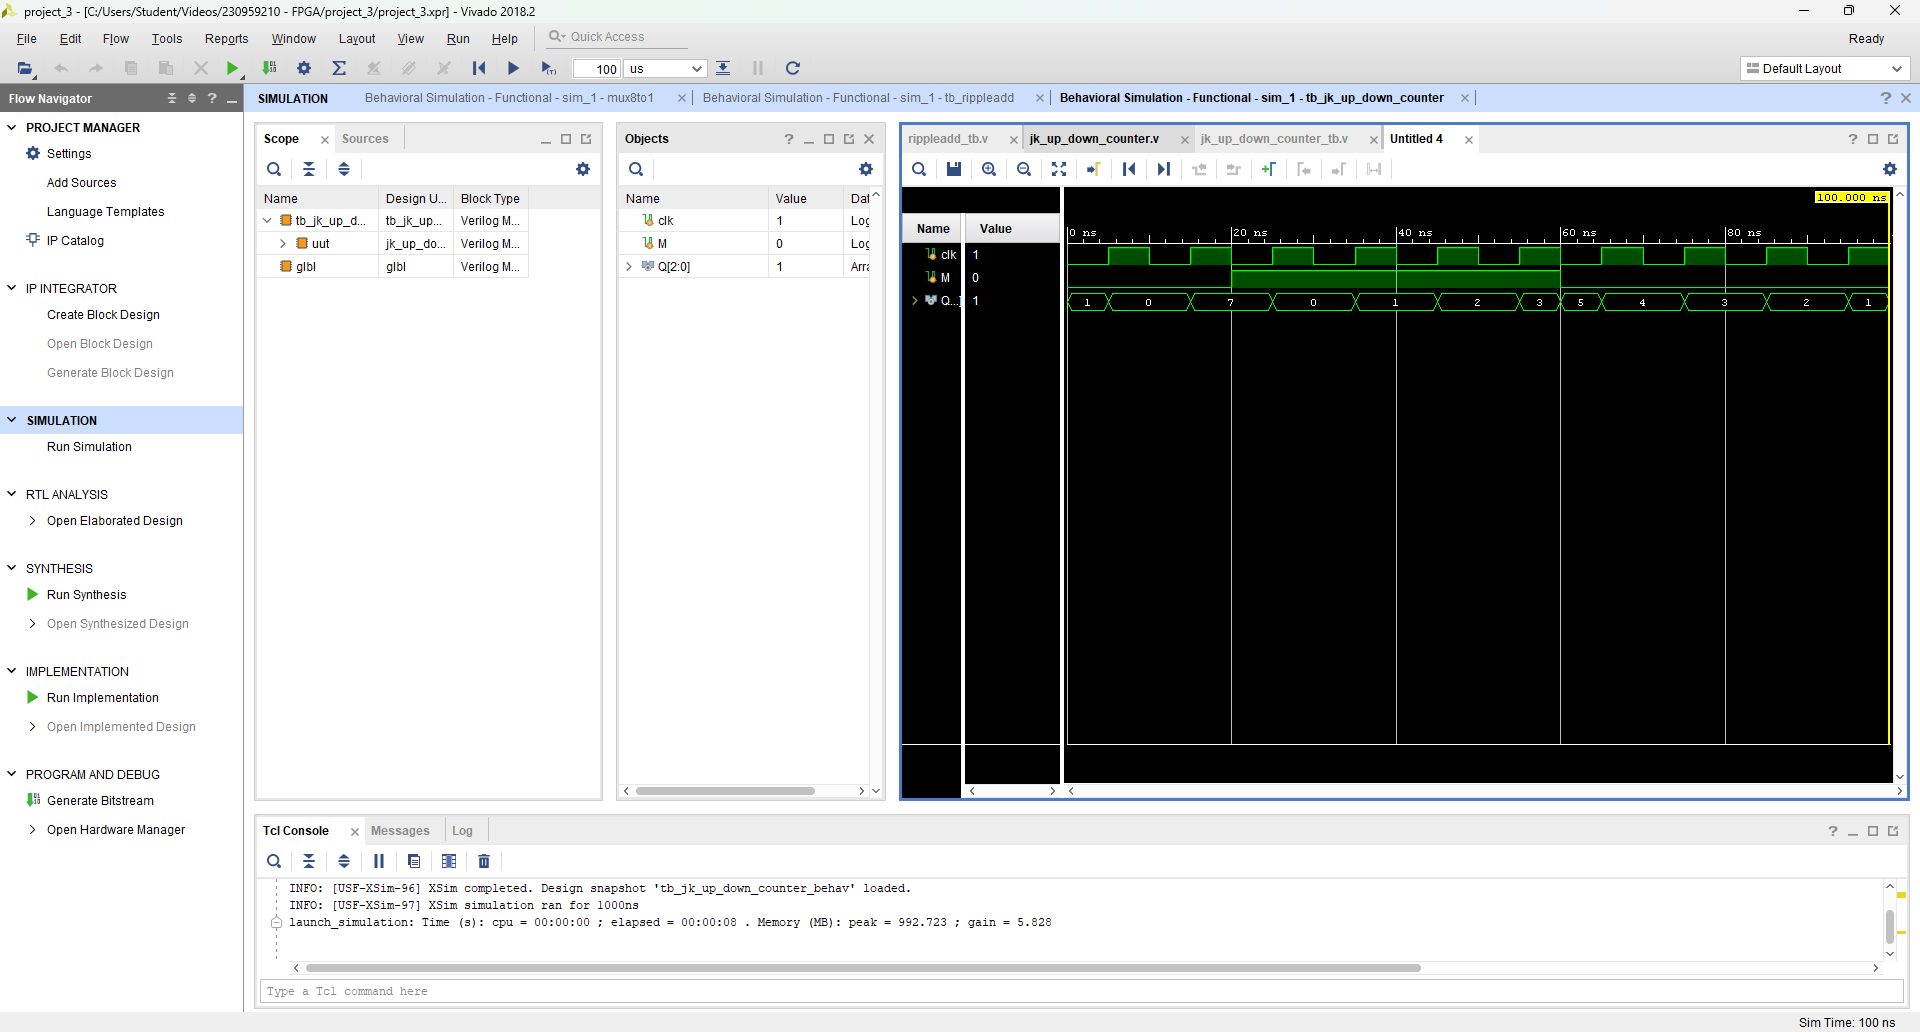 project_3 - [C:/Users/Student/Videos/230959210 - FPGA/project_3/project_3.xpr] - Vivado 2018.2
File Edit Flow Tools Reports Window Layout View Run Help Quick Access Ready
100 us Default Layout
Flow Navigator
PROJECT MANAGER
Settings
Add Sources
Language Templates
IP Catalog
IP INTEGRATOR
Create Block Design
Open Block Design
Generate Block Design
SIMULATION
Run Simulation
RTL ANALYSIS
Open Elaborated Design
SYNTHESIS
Run Synthesis
Open Synthesized Design
IMPLEMENTATION
Run Implementation
Open Implemented Design
PROGRAM AND DEBUG
Generate Bitstream
Open Hardware Manager
SIMULATION Behavioral Simulation - Functional - sim_1 - mux8to1 Behavioral Simulation - Functional - sim_1 - tb_rippleadd Behavioral Simulation - Functional - sim_1 - tb_jk_up_down_counter
Scope Sources
Name Design U... Block Type
tb_jk_up_d... tb_jk_up... Verilog M...
uut jk_up_do... Verilog M...
glbl glbl Verilog M...
Objects
Name Value Dat
clk 1 Log
M 0 Log
Q[2:0] 1 Arra
rippleadd_tb.v jk_up_down_counter.v jk_up_down_counter_tb.v Untitled 4
100.000 ns
Name Value 0 ns 20 ns 40 ns 60 ns 80 ns
clk 1
M 0
Q...] 1 1 0 7 0 1 2 3 5 4 3 2 1
Tcl Console Messages Log
INFO: [USF-XSim-96] XSim completed. Design snapshot 'tb_jk_up_down_counter_behav' loaded.
INFO: [USF-XSim-97] XSim simulation ran for 1000ns
launch_simulation: Time (s): cpu = 00:00:00 ; elapsed = 00:00:08 . Memory (MB): peak = 992.723 ; gain = 5.828
Type a Tcl command here
Sim Time: 100 ns